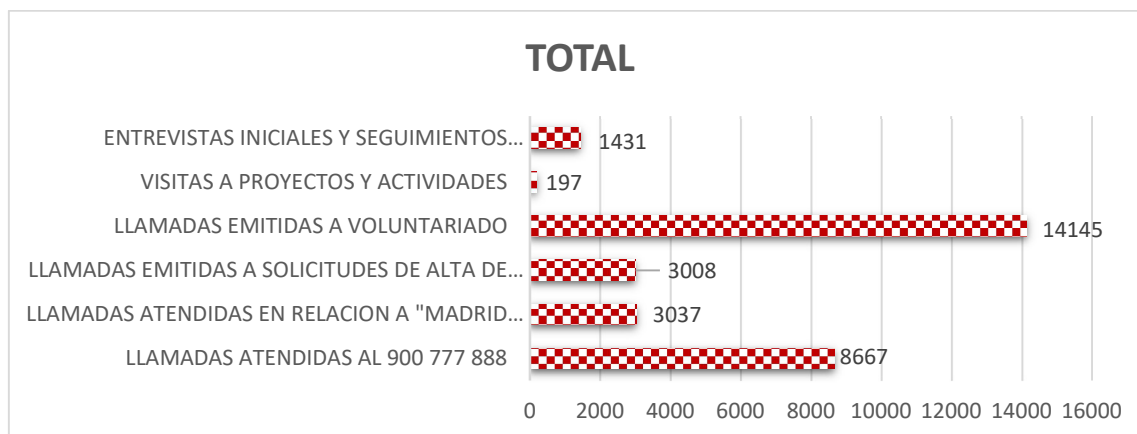 TOTAL
ENTREVISTAS INICIALES Y SEGUIMIENTOS... 1431
VISITAS A PROYECTOS Y ACTIVIDADES 197
LLAMADAS EMITIDAS A VOLUNTARIADO 14145
LLAMADAS EMITIDAS A SOLICITUDES DE ALTA DE... 3008
LLAMADAS ATENDIDAS EN RELACION A "MADRID... 3037
LLAMADAS ATENDIDAS AL 900 777 888 8667
0 2000 4000 6000 8000 10000 12000 14000 16000